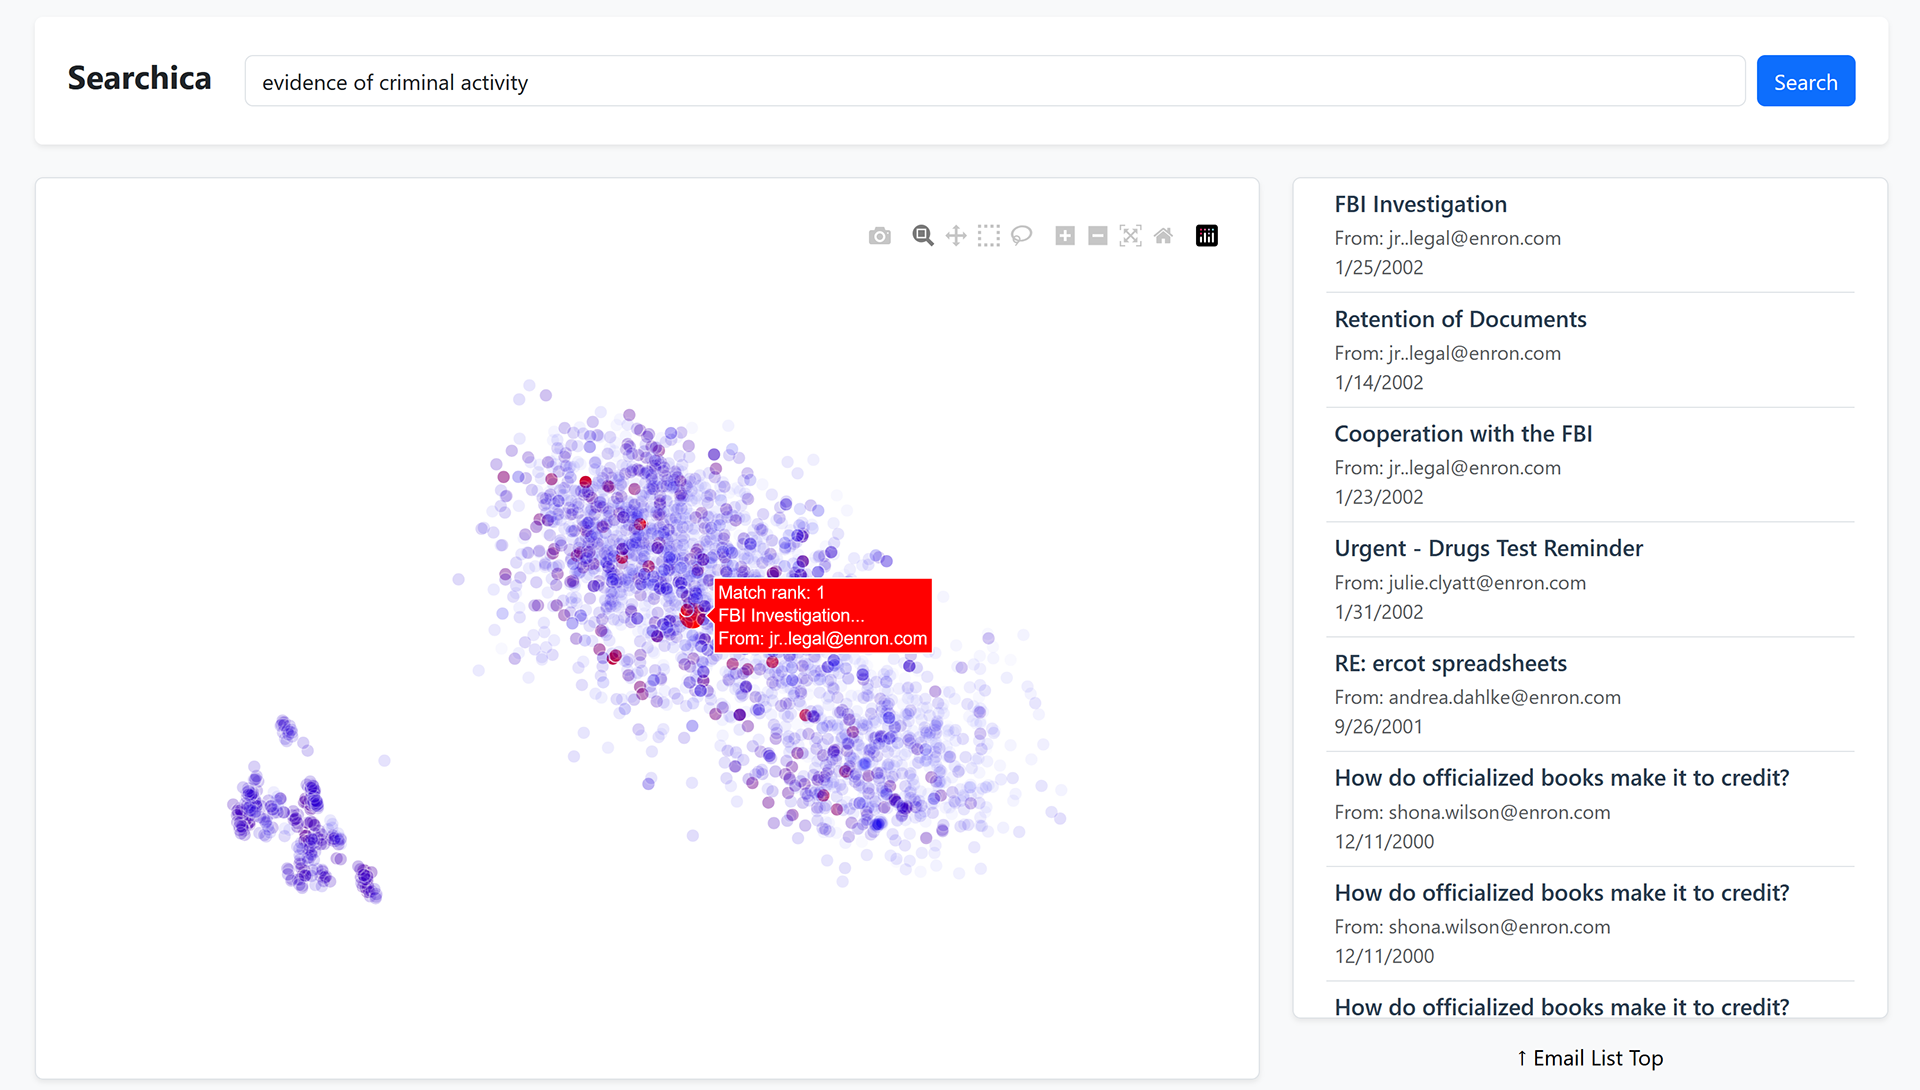 Searchica
evidence of criminal activity
Search
Match rank: 1
FBI Investigation...
From: jr..legal@enron.com
FBI Investigation
From: jr..legal@enron.com
1/25/2002
Retention of Documents
From: jr..legal@enron.com
1/14/2002
Cooperation with the FBI
From: jr..legal@enron.com
1/23/2002
Urgent - Drugs Test Reminder
From: julie.clyatt@enron.com
1/31/2002
RE: ercot spreadsheets
From: andrea.dahlke@enron.com
9/26/2001
How do officialized books make it to credit?
From: shona.wilson@enron.com
12/11/2000
How do officialized books make it to credit?
From: shona.wilson@enron.com
12/11/2000
How do officialized books make it to credit?
↑ Email List Top